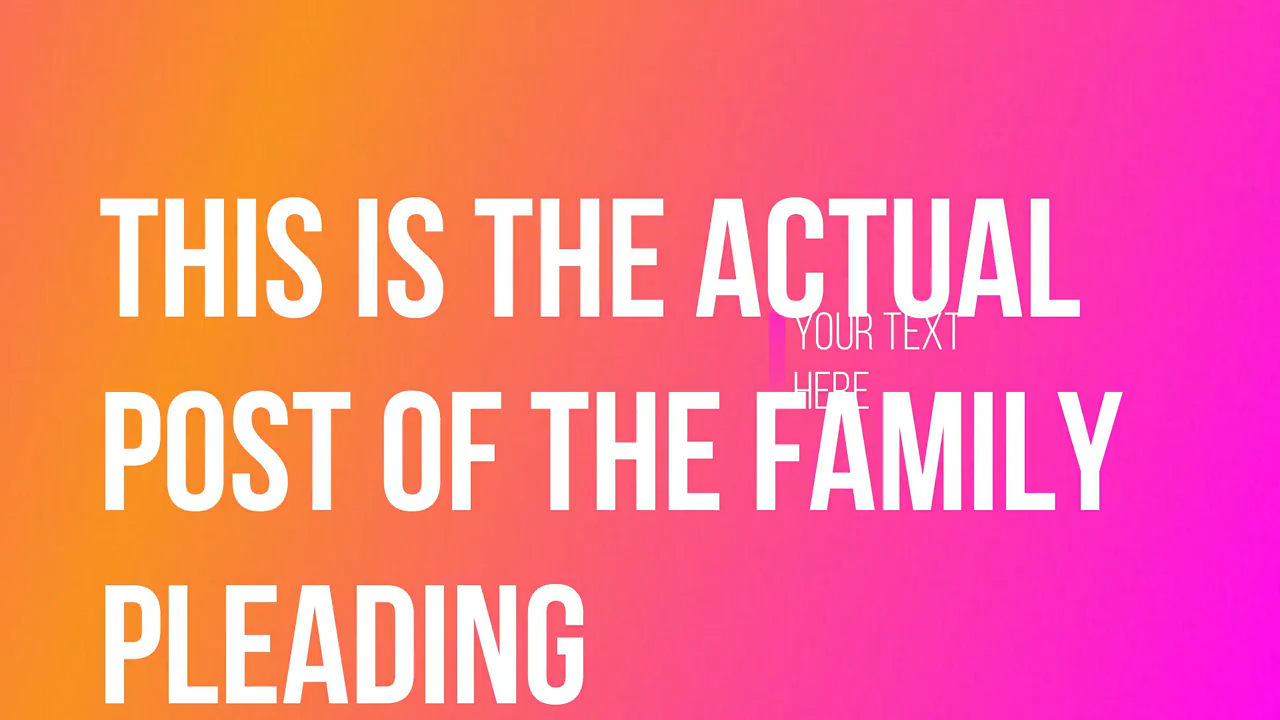 THIS IS THE ACTUAL
YOUR TEXT
HERE
POST OF THE FAMILY
PLEADING